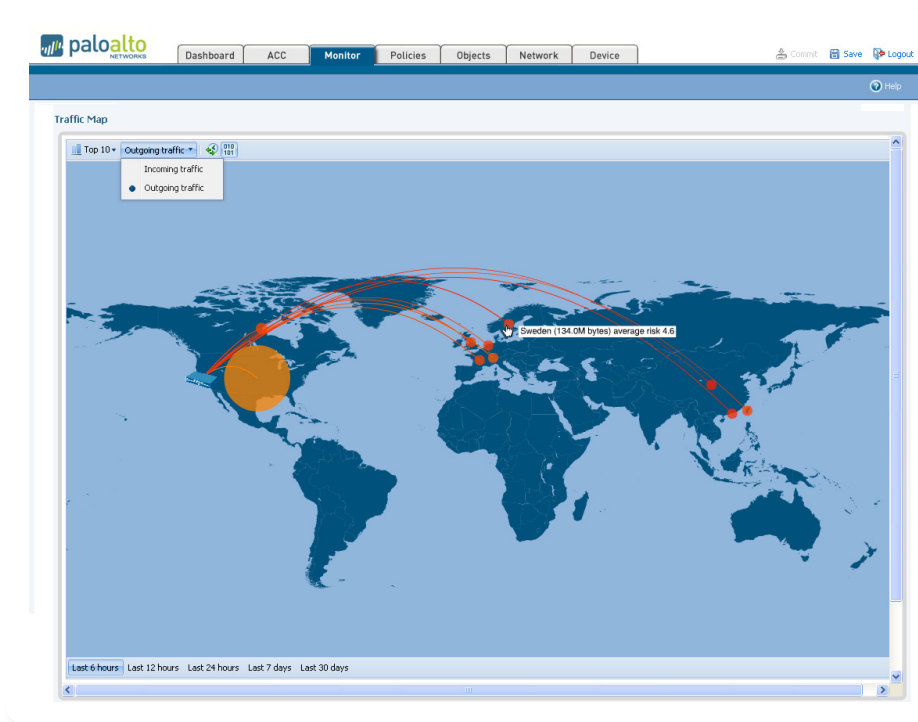 paloalto
NETWORKS
Dashboard ACC Monitor Policies Objects Network Device Commit Save Logout
Help
Traffic Map
Top 10 Outgoing traffic 010
101
Incoming traffic
Outgoing traffic
Sweden (134.0M bytes) average risk 4.6
Last 6 hours Last 12 hours Last 24 hours Last 7 days Last 30 days